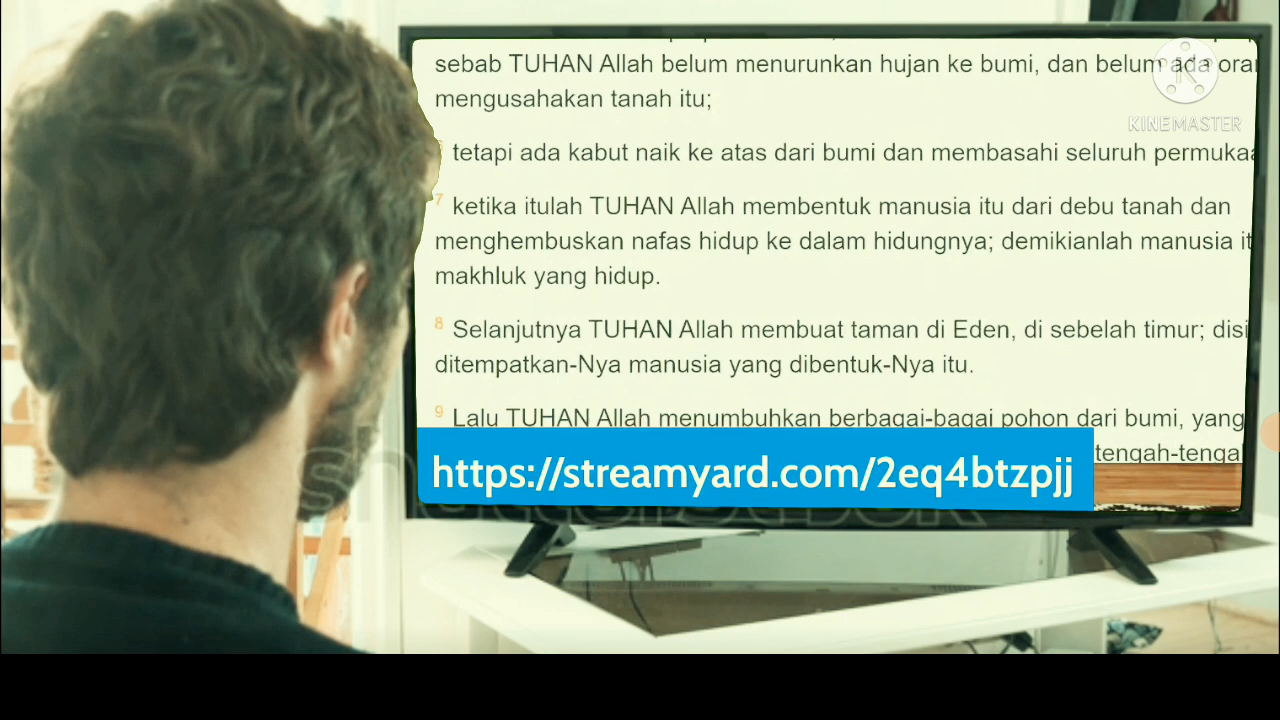 sebab TUHAN Allah belum menurunkan hujan ke bumi, dan belum ada
KINEMASTER
mengusahakan tanah itu;
tetapi ada kabut naik ke atas dari bumi dan membasahi seluruh
7 ketika itulah TUHAN Allah membentuk manusia itu dari debu tanah dan
menghembuskan nafas hidup ke dalam hidungnya; demikianlah manusia
makhluk yang hidup.
8 Selanjutnya TUHAN Allah membuat taman di Eden, di sebelah timur;
ditempatkan-Nya manusia yang dibentuk-Nya itu.
9 Lalu TUHAN Allah menumbuhkan berbagai-bagai pohon dari bumi, yang
https://streamyard.com/2eq4btzpjj